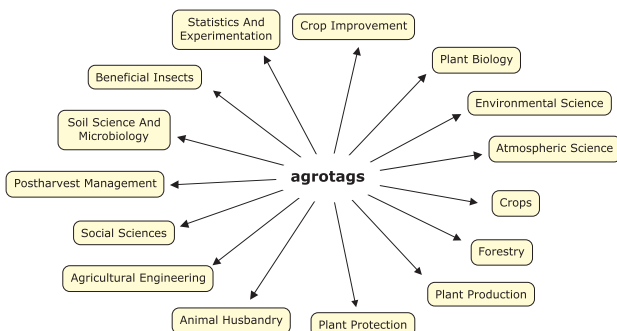 Statistics And
Experimentation
Crop Improvement
Plant Biology
Beneficial Insects
Environmental Science
Soil Science And
Microbiology
Atmospheric Science
agrotags
Postharvest Management
Crops
Social Sciences
Forestry
Agricultural Engineering
Plant Production
Animal Husbandry
Plant Protection